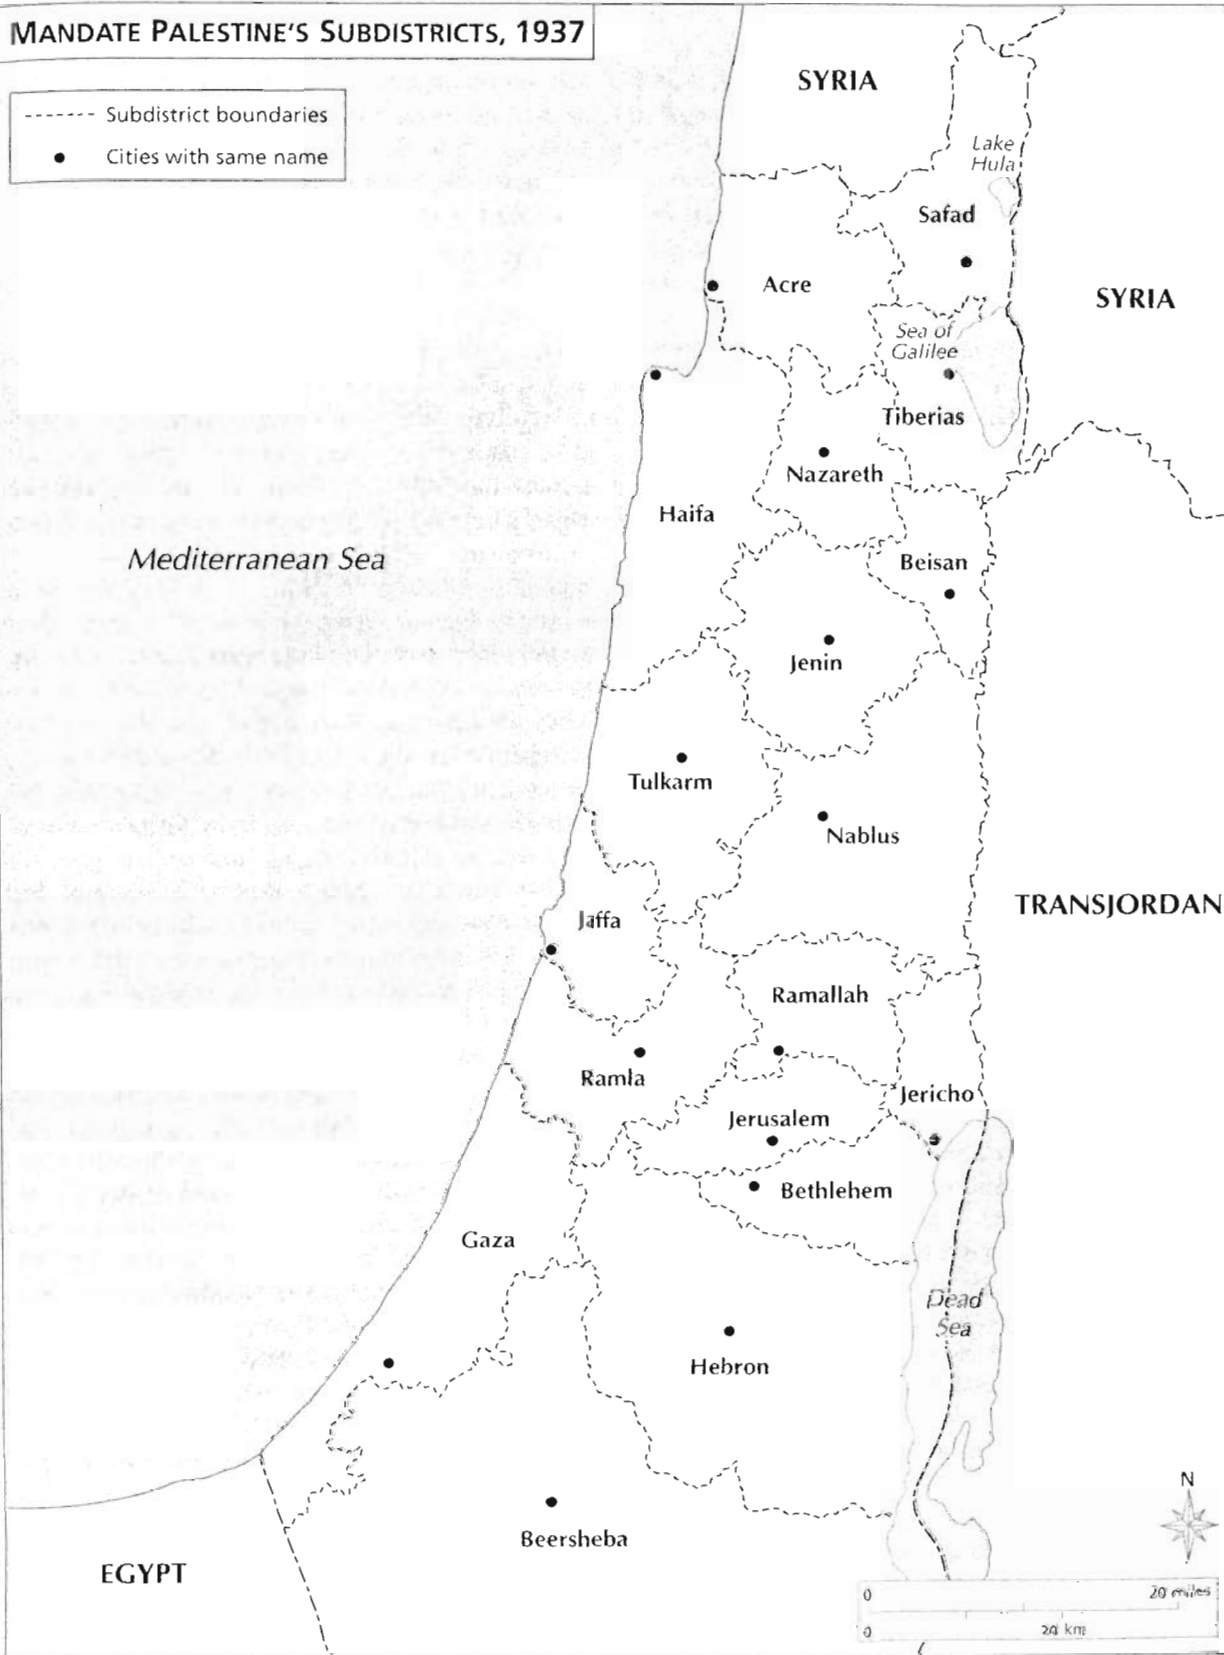 MANDATE PALESTINE'S SUBDISTRICTS, 1937
Subdistrict boundaries
Cities with same name
SYRIA
Lake
Hula
Safad
Acre
SYRIA
Sea of
Galilee
Tiberias
Nazareth
Haifa
Mediterranean Sea
Beisan
Jenin
Tulkarm
Nablus
TRANSJORDAN
Jaffa
Ramallah
Ramla
Jericho
Jerusalem
Bethlehem
Gaza
Dead
Sea
Hebron
N
Beersheba
EGYPT
0 20 miles
0 20 km